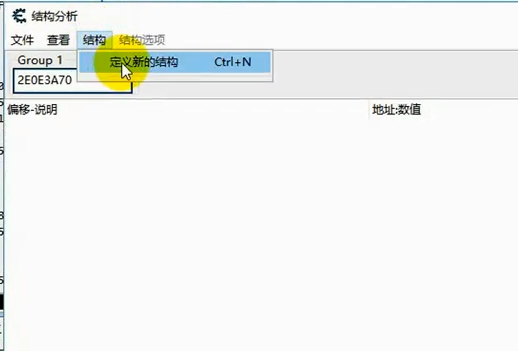 结构分析
文件 查看 结构 结构选项
Group 1
定义新的结构 Ctrl+N
2E0E3A70
偏移-说明 地址:数值